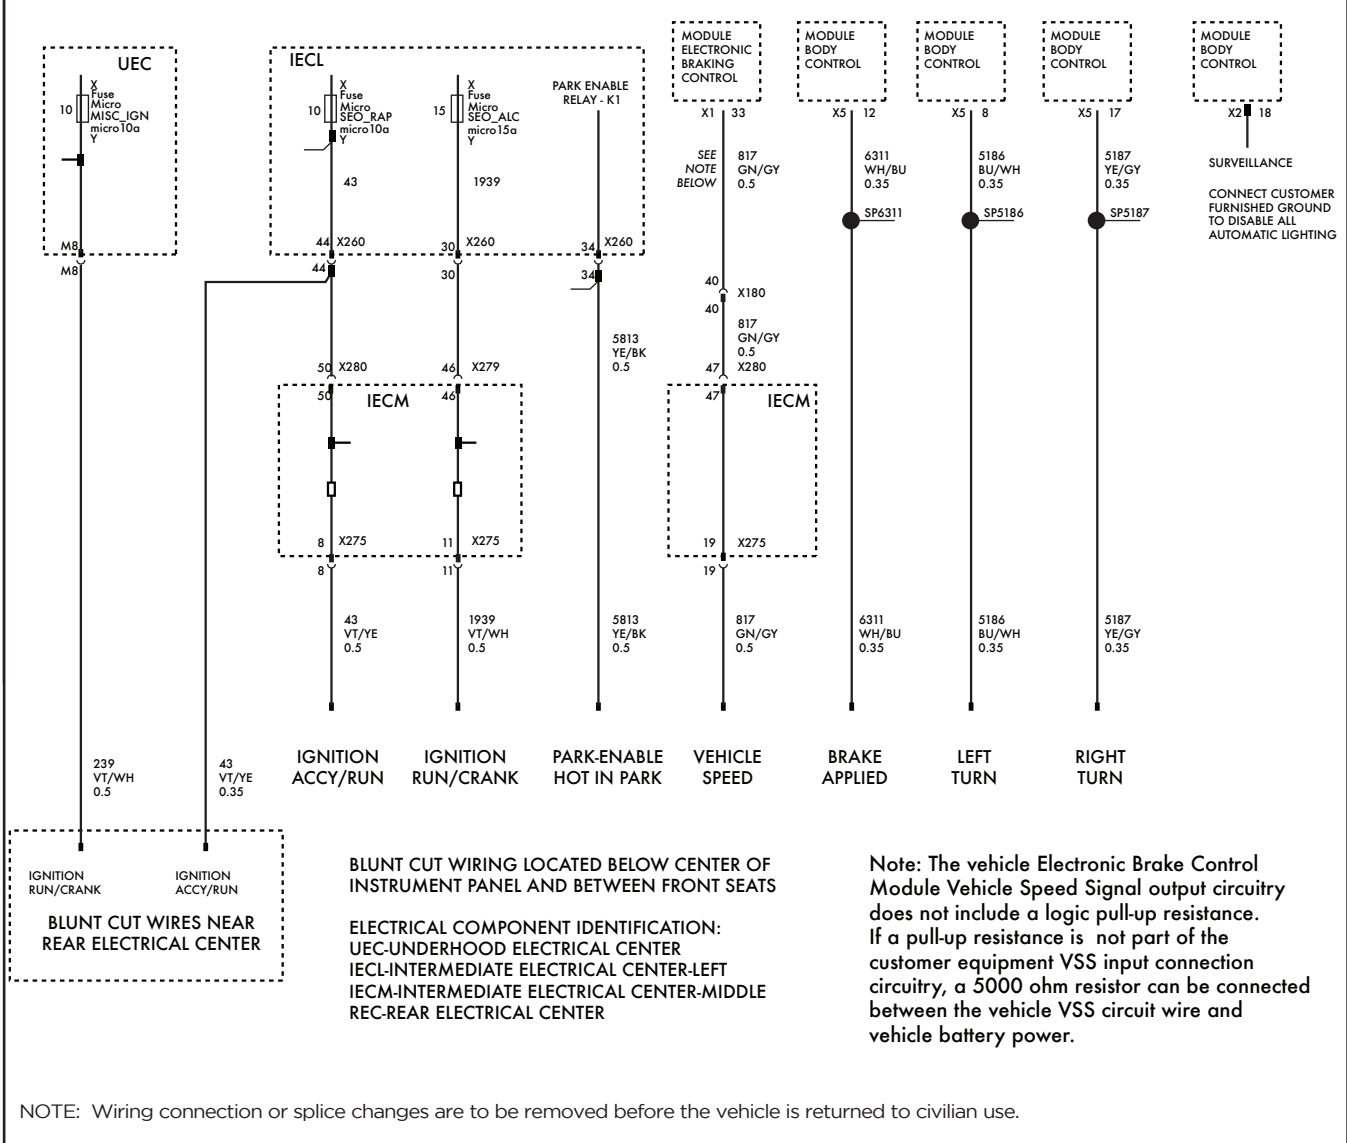 UEC
X
Fuse
Micro
MISC_IGN
micro10a
Y
10
M8
M8
239
VT/WH
0.5
IECL
X
Fuse
Micro
SEO_RAP
micro10a
Y
10
43
44 X260
44
43
VT/YE
0.35
X
Fuse
Micro
SEO_ALC
micro15a
Y
15
1939
30 X260
30
PARK ENABLE
RELAY - K1
34 X260
34
5813
YE/BK
0.5
50 X280
50
46 X279
46
IECM
8 X275
8
11 X275
11
43
VT/YE
0.5
1939
VT/WH
0.5
5813
YE/BK
0.5
MODULE
ELECTRONIC
BRAKING
CONTROL
X1 33
SEE
NOTE
BELOW
817
GN/GY
0.5
40
X180
40
817
GN/GY
0.5
47 X280
47
IECM
19 X275
19
817
GN/GY
0.5
MODULE
BODY
CONTROL
X5 12
6311
WH/BU
0.35
SP6311
6311
WH/BU
0.35
MODULE
BODY
CONTROL
X5 8
5186
BU/WH
0.35
SP5186
5186
BU/WH
0.35
MODULE
BODY
CONTROL
X5 17
5187
YE/GY
0.35
SP5187
5187
YE/GY
0.35
MODULE
BODY
CONTROL
X2 18
SURVEILLANCE
CONNECT CUSTOMER
FURNISHED GROUND
TO DISABLE ALL
AUTOMATIC LIGHTING
IGNITION
ACCY/RUN
IGNITION
RUN/CRANK
PARK-ENABLE
HOT IN PARK
VEHICLE
SPEED
BRAKE
APPLIED
LEFT
TURN
RIGHT
TURN
IGNITION
RUN/CRANK
IGNITION
ACCY/RUN
BLUNT CUT WIRES NEAR
REAR ELECTRICAL CENTER
BLUNT CUT WIRING LOCATED BELOW CENTER OF
INSTRUMENT PANEL AND BETWEEN FRONT SEATS
ELECTRICAL COMPONENT IDENTIFICATION:
UEC-UNDERHOOD ELECTRICAL CENTER
IECL-INTERMEDIATE ELECTRICAL CENTER-LEFT
IECM-INTERMEDIATE ELECTRICAL CENTER-MIDDLE
REC-REAR ELECTRICAL CENTER
Note: The vehicle Electronic Brake Control
Module Vehicle Speed Signal output circuitry
does not include a logic pull-up resistance.
If a pull-up resistance is not part of the
customer equipment VSS input connection
circuitry, a 5000 ohm resistor can be connected
between the vehicle VSS circuit wire and
vehicle battery power.
NOTE: Wiring connection or splice changes are to be removed before the vehicle is returned to civilian use.